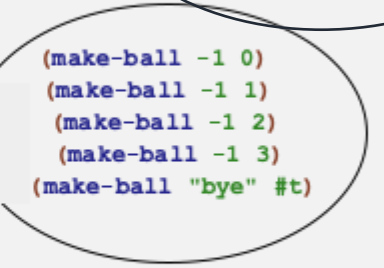 (make-ball -1 0)
(make-ball -1 1)
(make-ball -1 2)
(make-ball -1 3)
(make-ball "bye" #t)